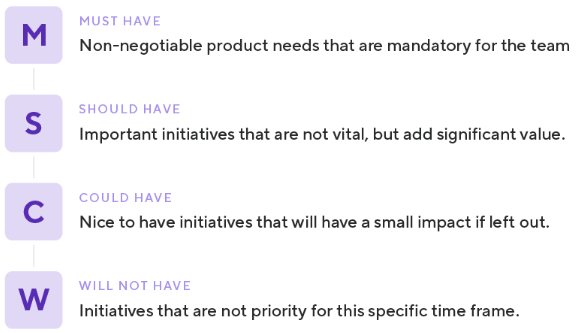 M
MUST HAVE
Non-negotiable product needs that are mandatory for the team
S
SHOULD HAVE
Important initiatives that are not vital, but add significant value.
C
COULD HAVE
Nice to have initiatives that will have a small impact if left out.
W
WILL NOT HAVE
Initiatives that are not priority for this specific time frame.